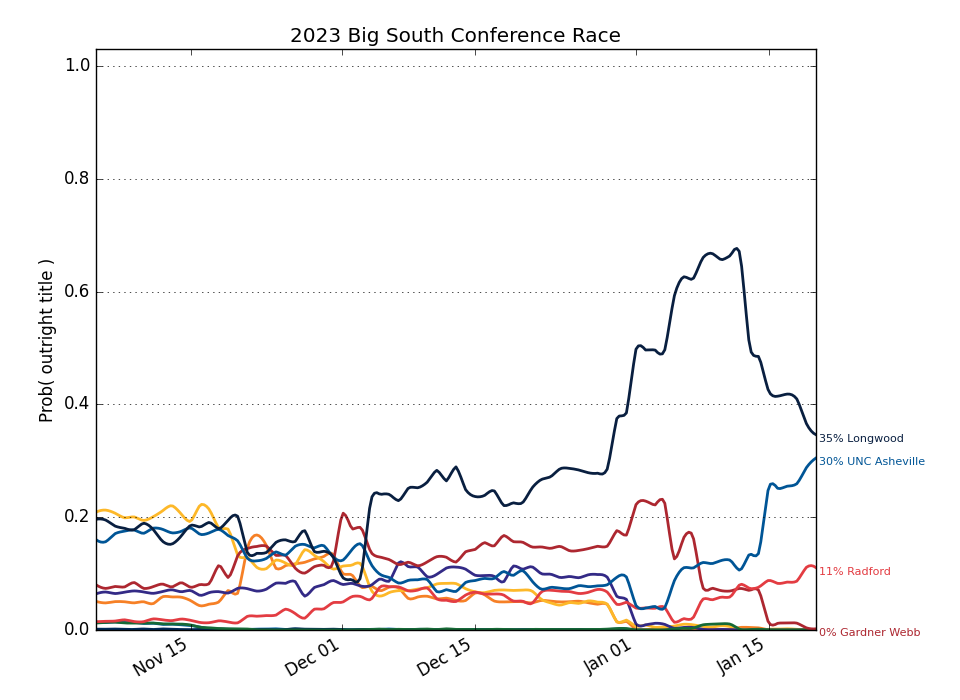 2023 Big South Conference Race
Prob( outright title )
1.0
0.8
0.6
0.4
0.2
0.0
35% Longwood
30% UNC Asheville
11% Radford
0% Gardner Webb
Nov 15
Dec 01
Dec 15
Jan 01
Jan 15